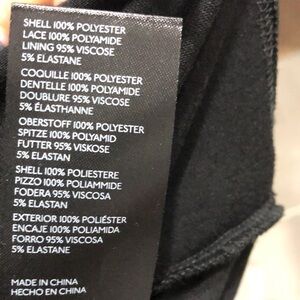 SHELL 100% POLYESTER
LACE 100% POLYAMIDE
LINING 95% VISCOSE
5% ELASTANE
COQUILLE 100% POLYESTER
DENTELLE 100% POLYAMIDE
DOUBLURE 95% VISCOSE
5% ÉLASTHANNE
OBERSTOFF 100% POLYESTER
SPITZE 100% POLYAMID
FUTTER 95% VISKOSE
5% ELASTAN
SHELL 100% POLIESTERE
PIZZO 100% POLIAMMIDE
FODERA 95% VISCOSA
5% ELASTAN
EXTERIOR 100% POLIÉSTER
ENCAJE 100% POLIAMIDA
FORRO 95% VISCOSA
5% ELASTANE
MADE IN CHINA
HECHO EN CHINA